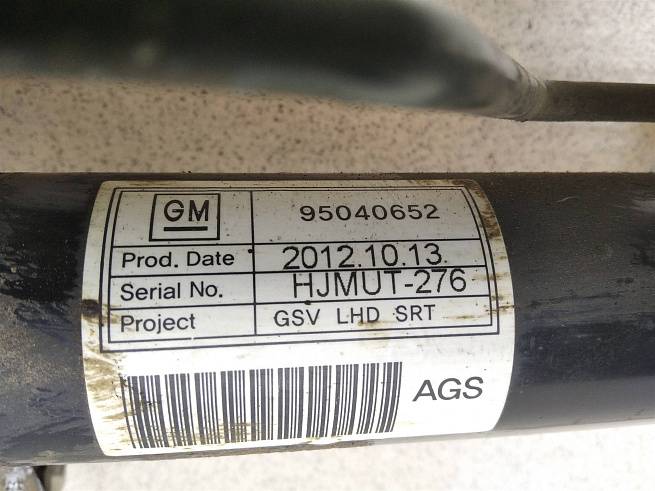 GM 95040652
Prod. Date 2012.10.13.
Serial No. HJMUT-276
Project GSV LHD SRT
AGS